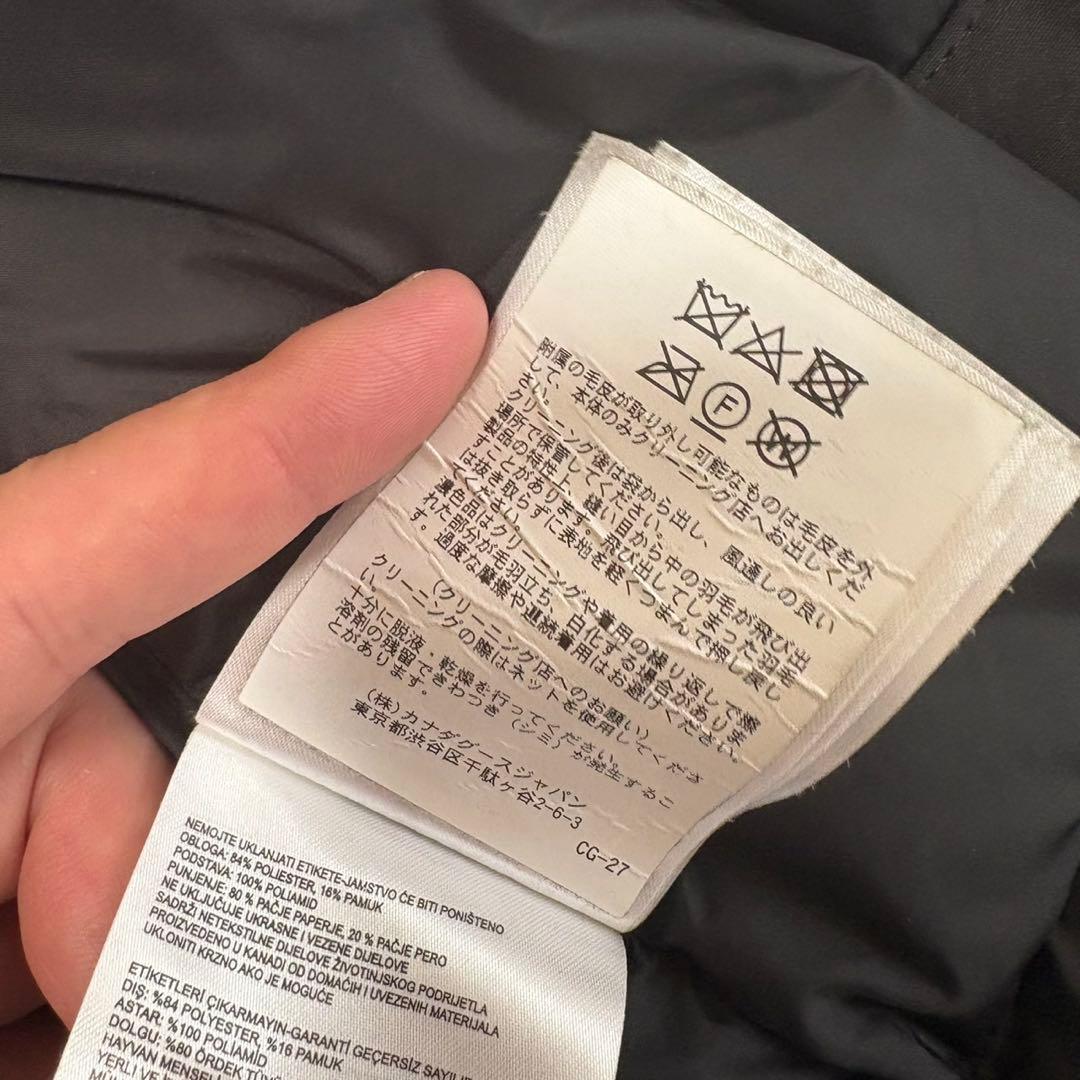 F
W
附属の毛皮が取り外し可能なものは毛皮を外
して、本体のみクリーニング店へお出しくだ
さい。
クリーニング後は袋から出し、風通しの良い
場所で保管してください。
製品の特性上、縫い目から中の羽毛が飛び出
すことがあります。飛び出してしまった羽毛
は抜き取らずに表地を軽くつまんで押し戻し
てください。
濃色品はクリーニングや着用の繰り返しで擦
れた部分が毛羽立ち、白化する場合がありま
す。過度な摩擦や連続着用はお避けください。
(クリーニング店へのお願い)
クリーニングの際はネットを使用してくださ
い。
十分に脱液・乾燥を行ってください。
溶剤の残留できわつき(シミ)が発生するこ
とがあります。
(株)カナダグースジャパン
東京都渋谷区千駄ヶ谷2-6-3
CG-27
NEMOJTE UKLANJATI ETIKETE-JAMSTVO ĆE BITI PONIŠTENO
OBLOGA: 84% POLIESTER, 16% PAMUK
PODSTAVA: 100% POLIAMID
PUNJENJE: 80 % PAČJE PAPERJE, 20 % PAČJE PERO
NE UKLJUČUJE UKRASNE I VEZENE DIJELOVE
SADRŽI NETEKSTILNE DIJELOVE ŽIVOTINJSKOG PODRIJETLA
PROIZVEDENO U KANADI OD DOMAĆIH I UVEZENIH MATERIJALA
UKLONITI KRZNO AKO JE MOGUĆE
ETİKETLERİ ÇIKARMAYIN-GARANTİ GEÇERSİZ SAYILIR
DIŞ: %84 POLYESTER, %16 PAMUK
ASTAR: %100 POLİAMİD
DOLGU: %80 ÖRDEK
HAYVAN MENŞELİ
YERLİ VE